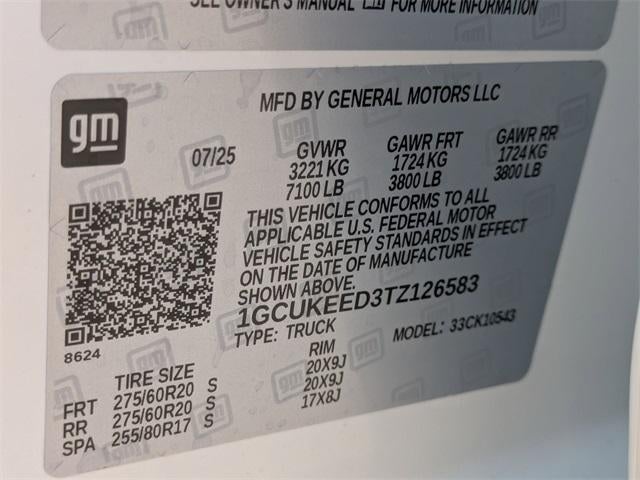 SEE OWNER'S MANUAL FOR MORE INFORMATION
gm
MFD BY GENERAL MOTORS LLC
07/25
GVWR
3221 KG
7100 LB
GAWR FRT
1724 KG
3800 LB
GAWR RR
1724 KG
3800 LB
THIS VEHICLE CONFORMS TO ALL
APPLICABLE U.S. FEDERAL MOTOR
VEHICLE SAFETY STANDARDS IN EFFECT
ON THE DATE OF MANUFACTURE
SHOWN ABOVE.
1GCUKEED3TZ126583
TYPE: TRUCK
MODEL: 33CK10543
8624
TIRE SIZE
RIM
FRT 275/60R20 S 20X9J
RR 275/60R20 S 20X9J
SPA 255/80R17 S 17X8J